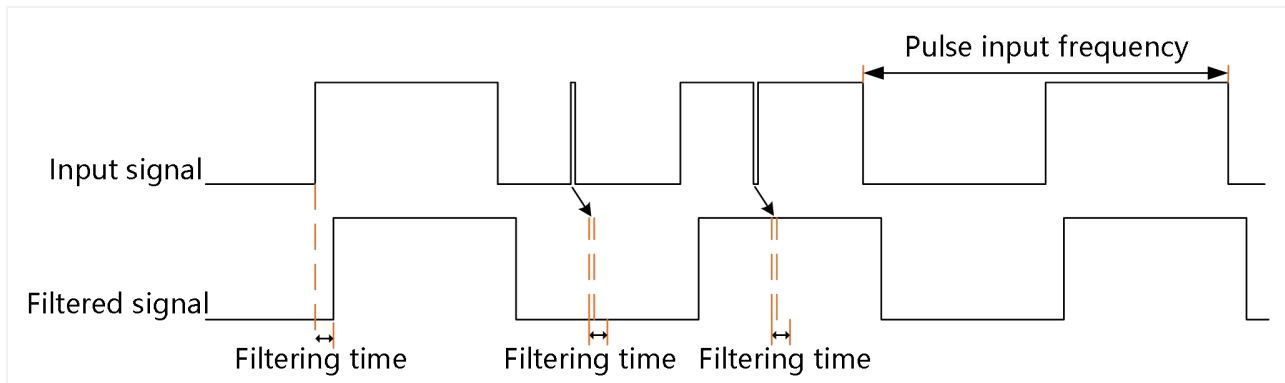 Pulse input frequency
Input signal
Filtered signal
Filtering time
Filtering time
Filtering time